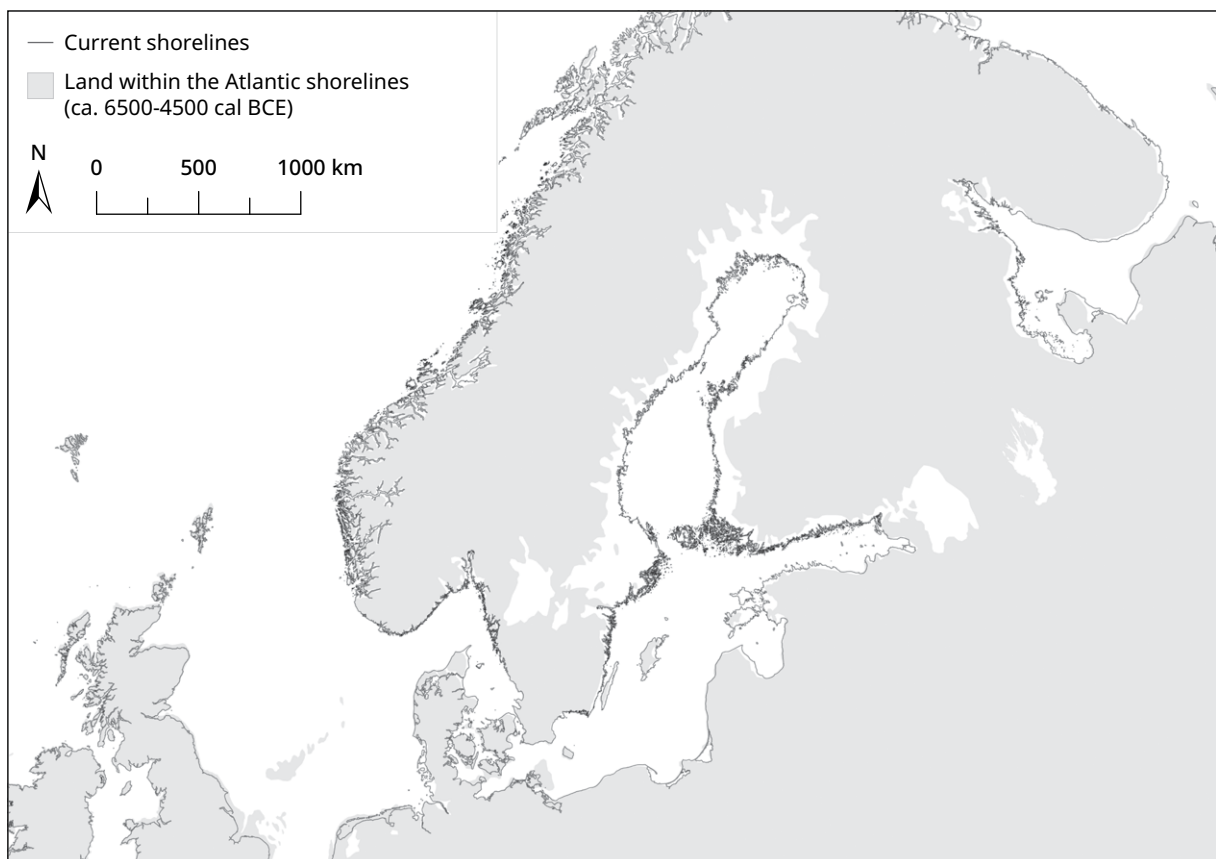 Current shorelines
Land within the Atlantic shorelines
(ca. 6500-4500 cal BCE)
N
0 500 1000 km